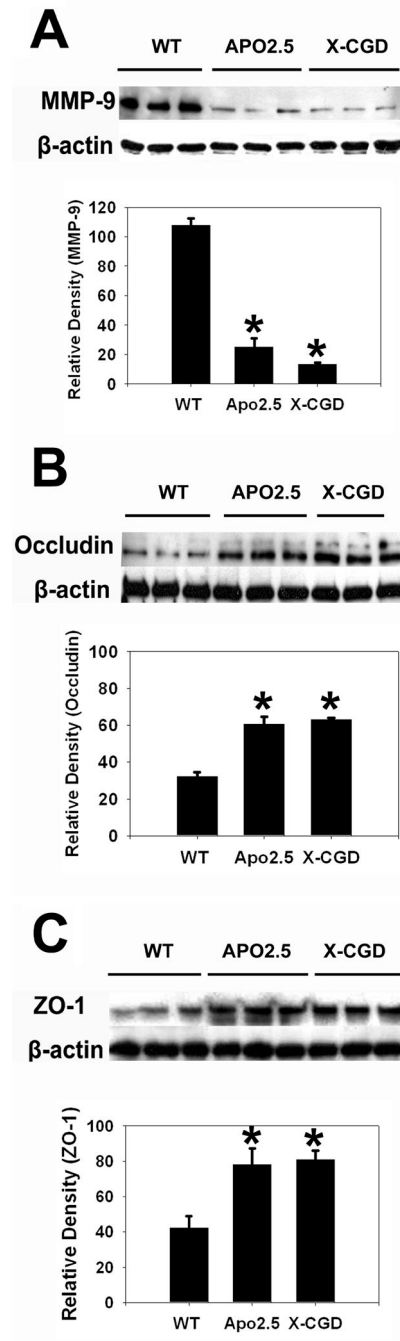 A
WT APO2.5 X-CGD
MMP-9
β-actin
Relative Density (MMP-9)
120
100
80
60
40
20
0
* *
WT Apo2.5 X-CGD
B
WT APO2.5 X-CGD
Occludin
β-actin
Relative Density (Occludin)
100
80
60
40
20
0
* *
WT Apo2.5 X-CGD
C
WT APO2.5 X-CGD
ZO-1
β-actin
Relative Density (ZO-1)
100
80
60
40
20
0
* *
WT Apo2.5 X-CGD